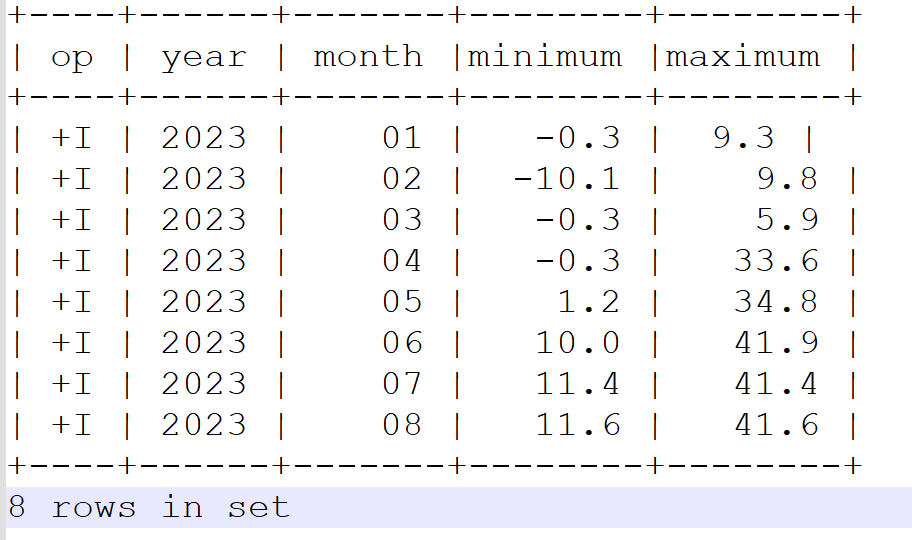 +----+------+-------+--------+--------+
| op | year | month |minimum |maximum |
+----+------+-------+--------+--------+
| +I | 2023 |    01 |   -0.3 |  9.3 |
| +I | 2023 |    02 |  -10.1 |    9.8 |
| +I | 2023 |    03 |   -0.3 |    5.9 |
| +I | 2023 |    04 |   -0.3 |   33.6 |
| +I | 2023 |    05 |    1.2 |   34.8 |
| +I | 2023 |    06 |   10.0 |   41.9 |
| +I | 2023 |    07 |   11.4 |   41.4 |
| +I | 2023 |    08 |   11.6 |   41.6 |
+----+------+-------+--------+--------+
8 rows in set